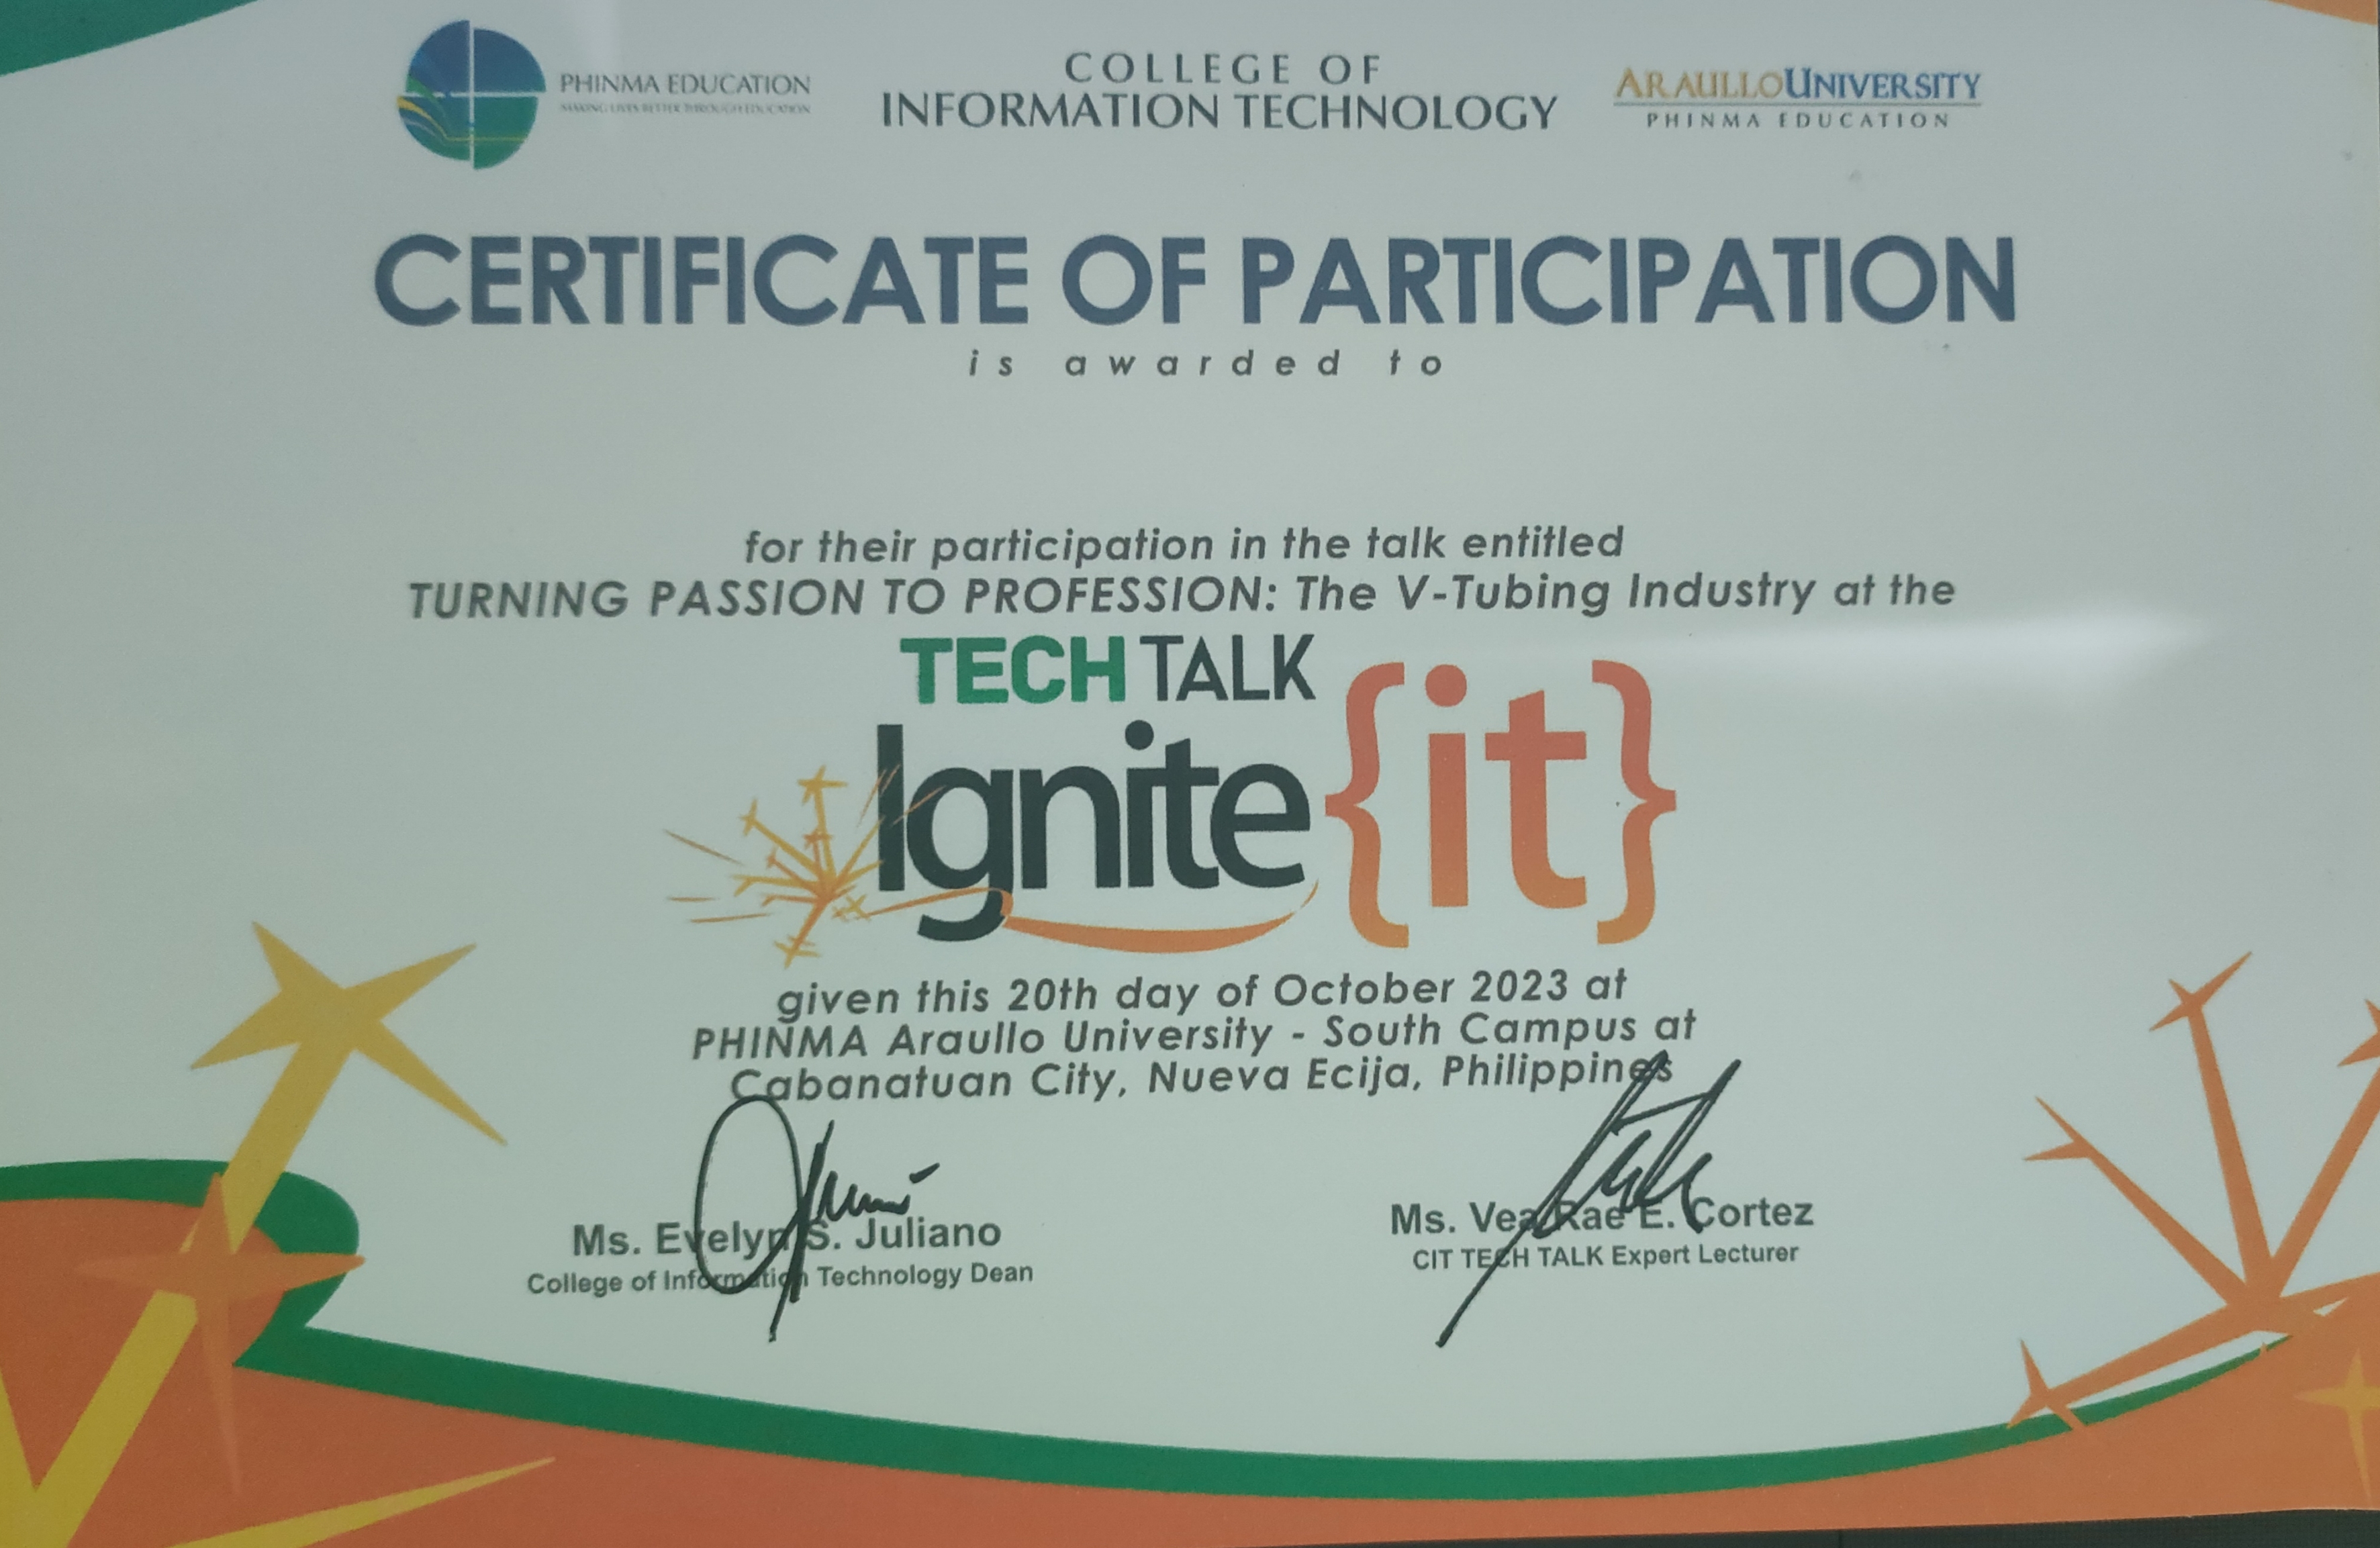 PHINMA EDUCATION
MAKING LIVES BETTER THROUGH EDUCATION
COLLEGE OF
INFORMATION TECHNOLOGY
ARAULLOUNIVERSITY
PHINMA EDUCATION
CERTIFICATE OF PARTICIPATION
is awarded to
for their participation in the talk entitled
TURNING PASSION TO PROFESSION: The V-Tubing Industry at the
TECH TALK
Ignite {it}
given this 20th day of October 2023 at
PHINMA Araullo University - South Campus at
Cabanatuan City, Nueva Ecija, Philippines
Ms. Evelyn S. Juliano
College of Information Technology Dean
Ms. Vea Rae E. Cortez
CIT TECH TALK Expert Lecturer